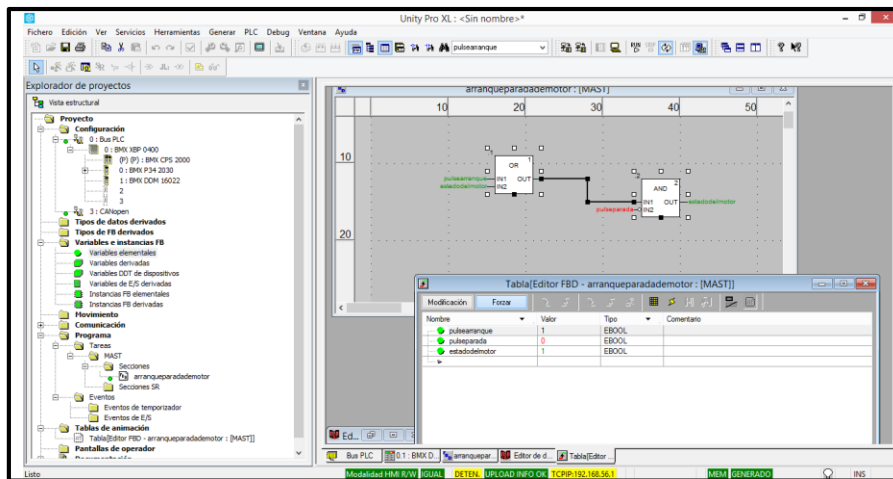 Unity Pro XL : <Sin nombre>*
Fichero Edición Ver Servicios Herramientas Generar PLC Debug Ventana Ayuda
pulsearranque
Explorador de proyectos
Vista estructural
Proyecto
Configuración
0 : Bus PLC
0 : BMX XBP 0400
(P) (P) : BMX CPS 2000
0 : BMX P34 2030
1 : BMX DDM 16022
2
3
3 : CANopen
Tipos de datos derivados
Tipos de FB derivados
Variables e instancias FB
Variables elementales
Variables derivadas
Variables DDT de dispositivos
Variables de E/S derivadas
Instancias FB elementales
Instancias FB derivadas
Movimiento
Comunicación
Programa
Tareas
MAST
Secciones
arranqueparadademotor
Secciones SR
Eventos
Eventos de temporizador
Eventos de E/S
Tablas de animación
Tabla[Editor FBD - arranqueparadademotor : [MAST]]
Pantallas de operador
arranqueparadademotor : [MAST]
10 20 30 40 50
10
20
1
OR 1
pulsearranque IN1 OUT
estadodelmotor IN2
2
AND 2
IN1 OUT estadodelmotor
pulseparada IN2
Tabla[Editor FBD - arranqueparadademotor : [MAST]]
Modificación Forzar
Nombre Valor Tipo Comentario
pulsearranque 1 EBOOL
pulseparada 0 EBOOL
estadodelmotor 1 EBOOL
Ed...
Bus PLC 0.1 : BMX D... arranquepar... Editor de d... Tabla[Editor ...
Listo Modalidad HMI R/W IGUAL DETEN. UPLOAD INFO OK TCPIP:192.168.56.1 MEM GENERADO INS